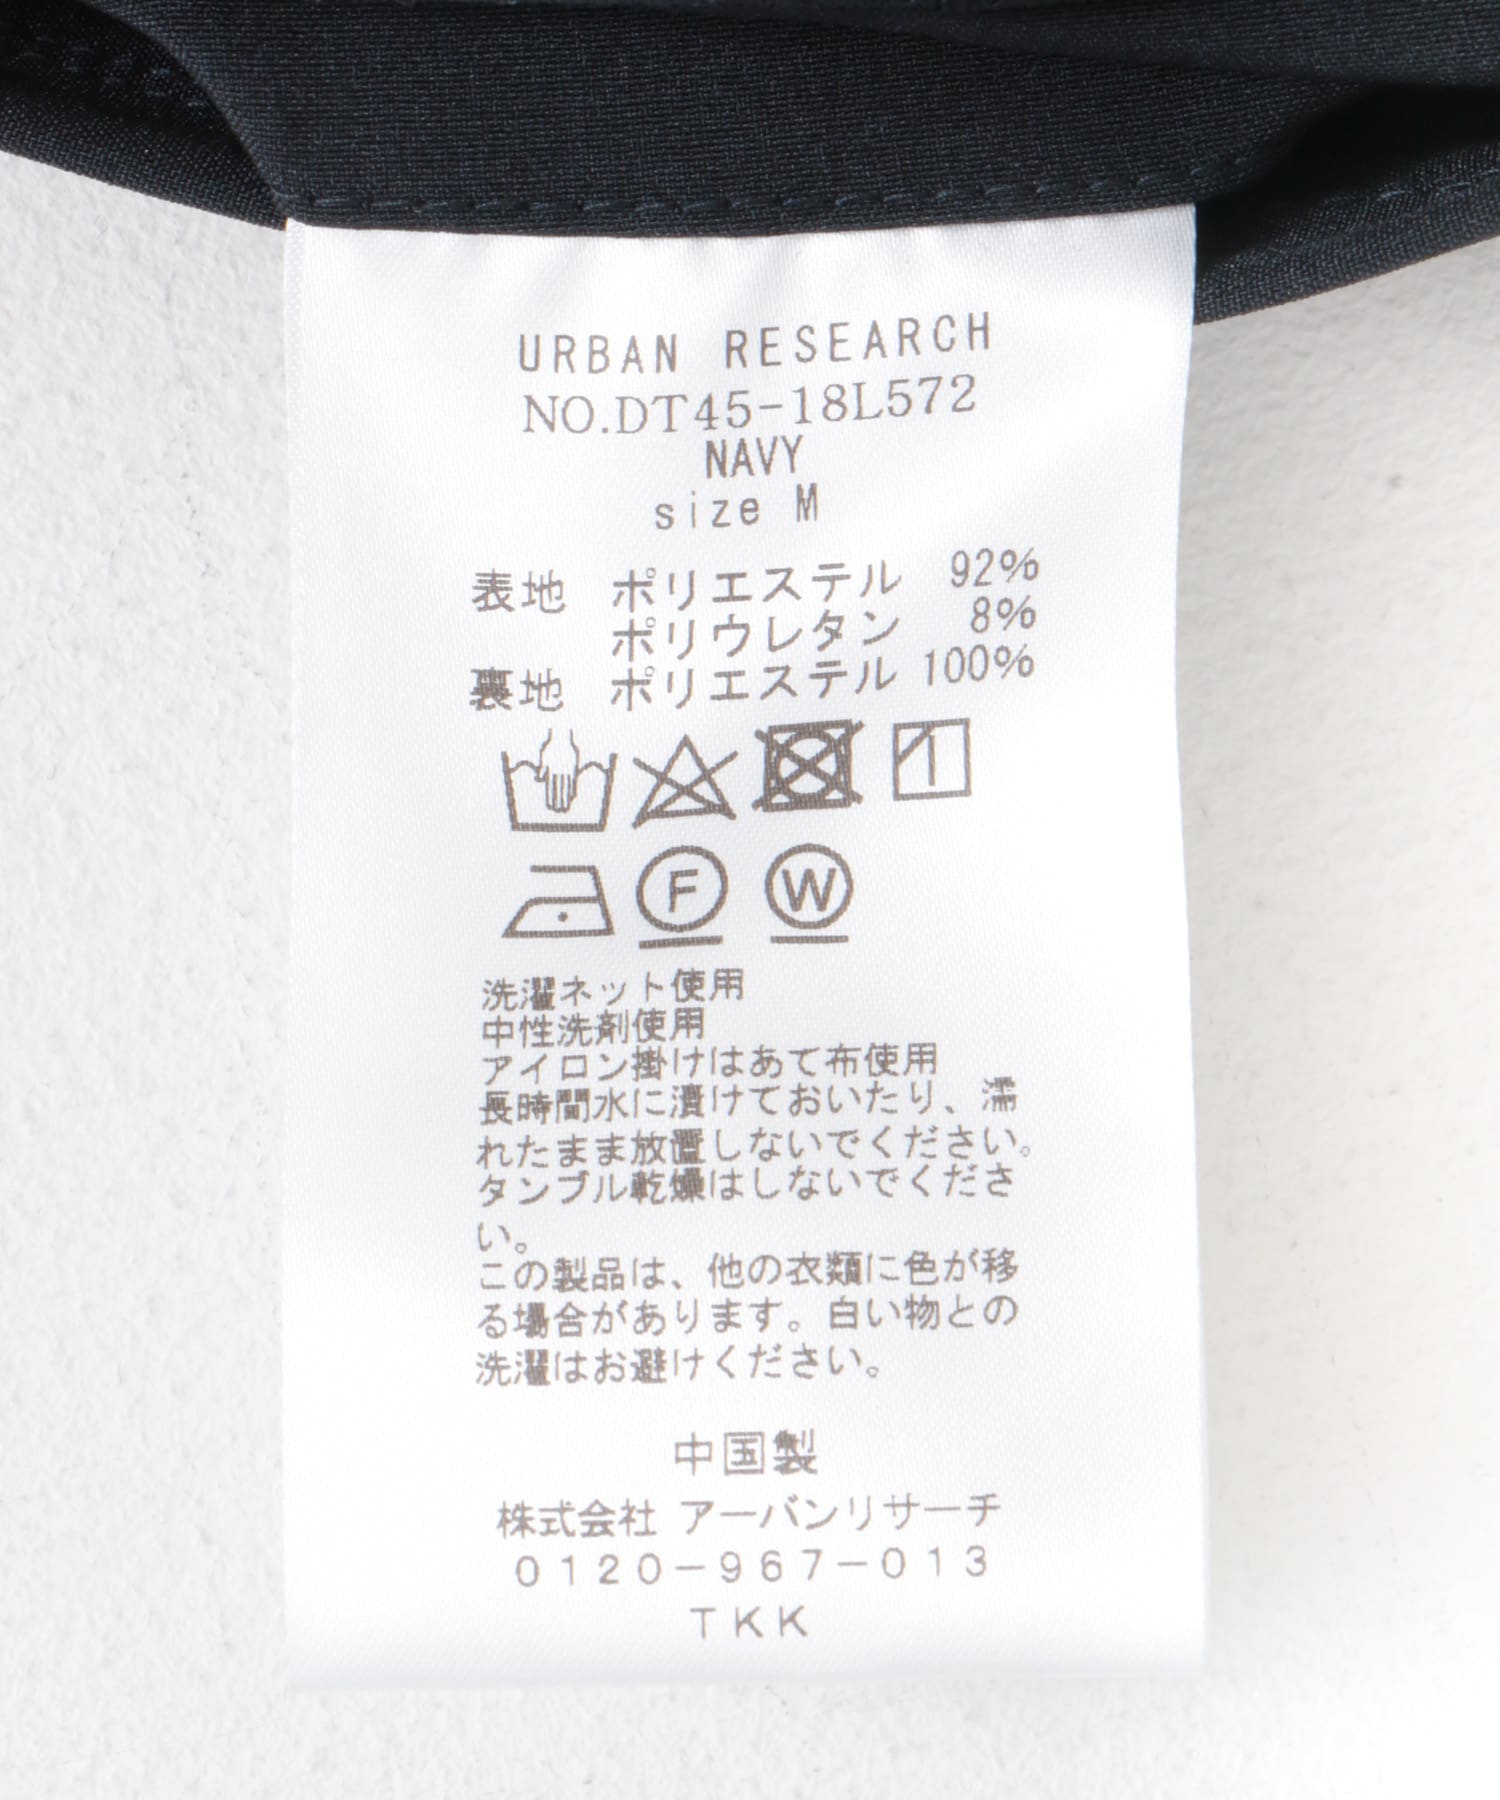 URBAN RESEARCH
NO.DT45-18L572
NAVY
size M
表地 ポリエステル 92%
ポリウレタン 8%
裏地 ポリエステル 100%
F W
洗濯ネット使用
中性洗剤使用
アイロン掛けはあて布使用
長時間水に漬けておいたり、濡
れたまま放置しないでください。
タンブル乾燥はしないでくださ
い。
この製品は、他の衣類に色が移
る場合があります。白い物との
洗濯はお避けください。
中国製
株式会社 アーバンリサーチ
0120-967-013
TKK